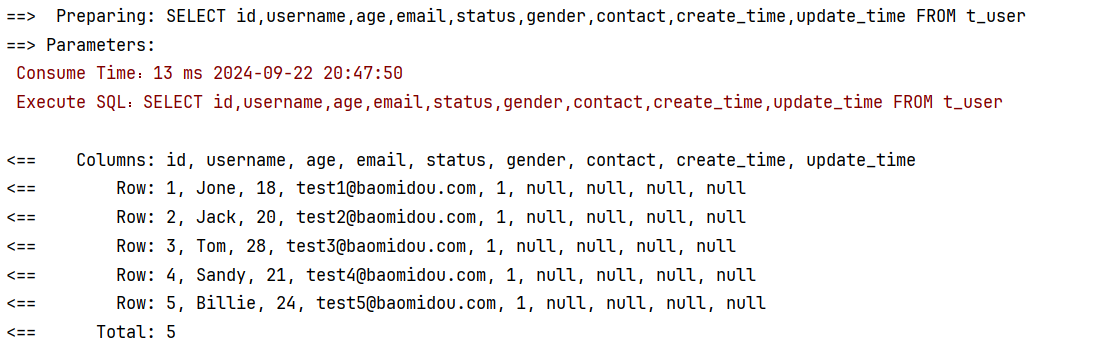 ==>  Preparing: SELECT id,username,age,email,status,gender,contact,create_time,update_time FROM t_user
==> Parameters:
 Consume Time：13 ms 2024-09-22 20:47:50
 Execute SQL：SELECT id,username,age,email,status,gender,contact,create_time,update_time FROM t_user
<==    Columns: id, username, age, email, status, gender, contact, create_time, update_time
<==        Row: 1, Jone, 18, test1@baomidou.com, 1, null, null, null, null
<==        Row: 2, Jack, 20, test2@baomidou.com, 1, null, null, null, null
<==        Row: 3, Tom, 28, test3@baomidou.com, 1, null, null, null, null
<==        Row: 4, Sandy, 21, test4@baomidou.com, 1, null, null, null, null
<==        Row: 5, Billie, 24, test5@baomidou.com, 1, null, null, null, null
<==      Total: 5